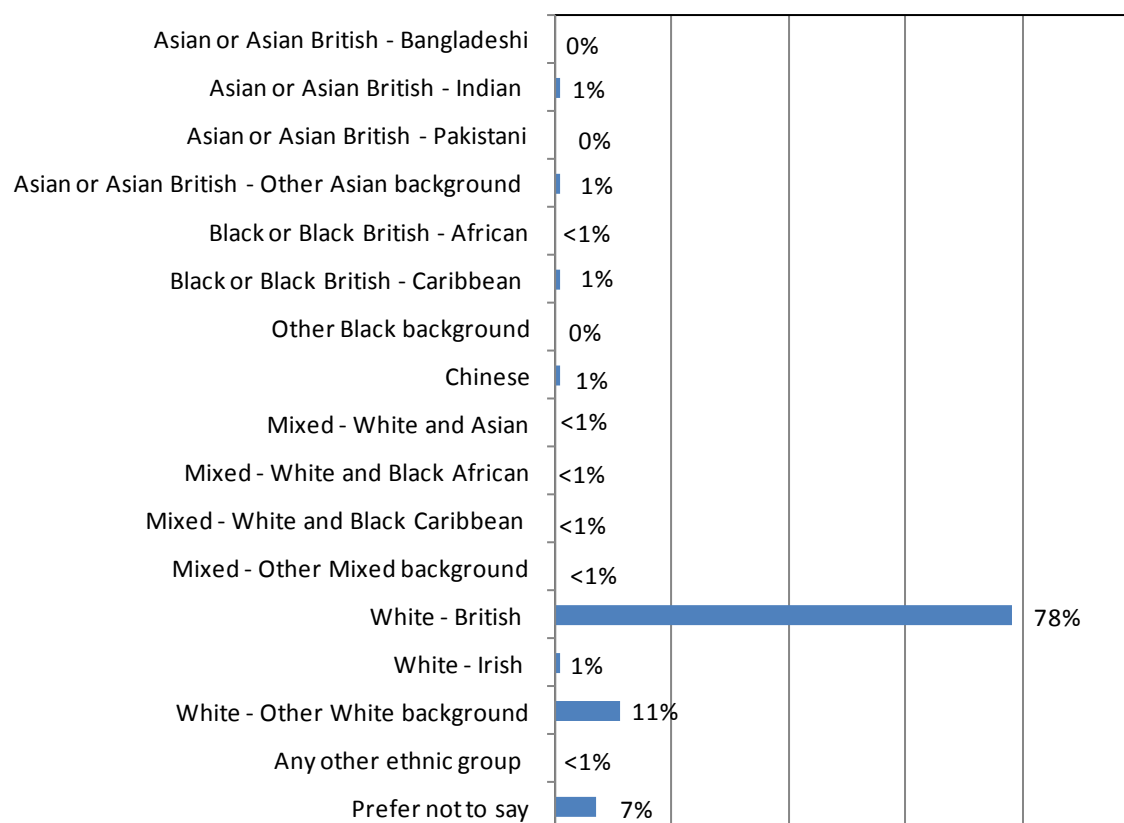 Asian or Asian British - Bangladeshi 0%
Asian or Asian British - Indian 1%
Asian or Asian British - Pakistani 0%
Asian or Asian British - Other Asian background 1%
Black or Black British - African <1%
Black or Black British - Caribbean 1%
Other Black background 0%
Chinese 1%
Mixed - White and Asian <1%
Mixed - White and Black African <1%
Mixed - White and Black Caribbean <1%
Mixed - Other Mixed background <1%
White - British 78%
White - Irish 1%
White - Other White background 11%
Any other ethnic group <1%
Prefer not to say 7%